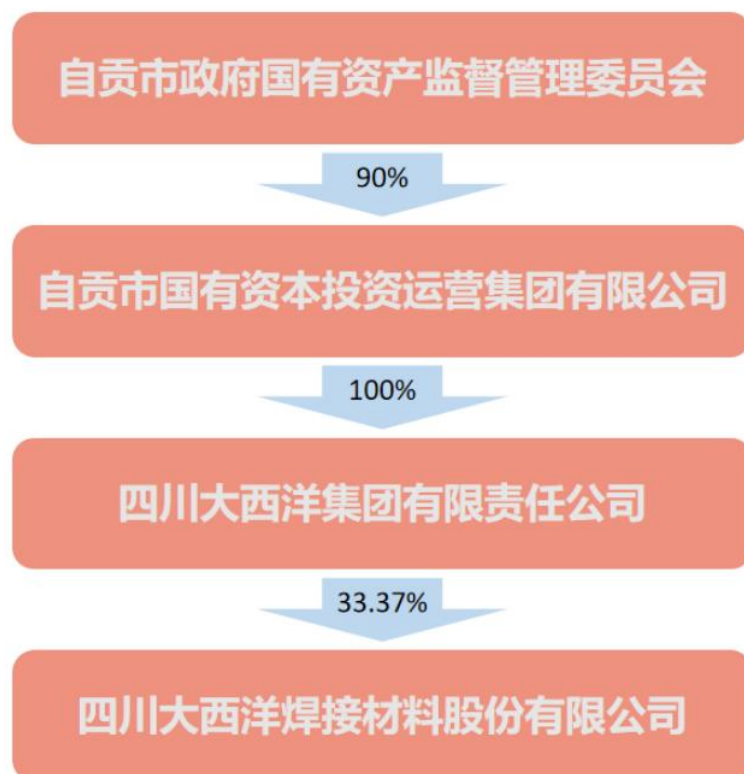 自贡市政府国有资产监督管理委员会
90%
自贡市国有资本投资运营集团有限公司
100%
四川大西洋集团有限责任公司
33.37%
四川大西洋焊接材料股份有限公司